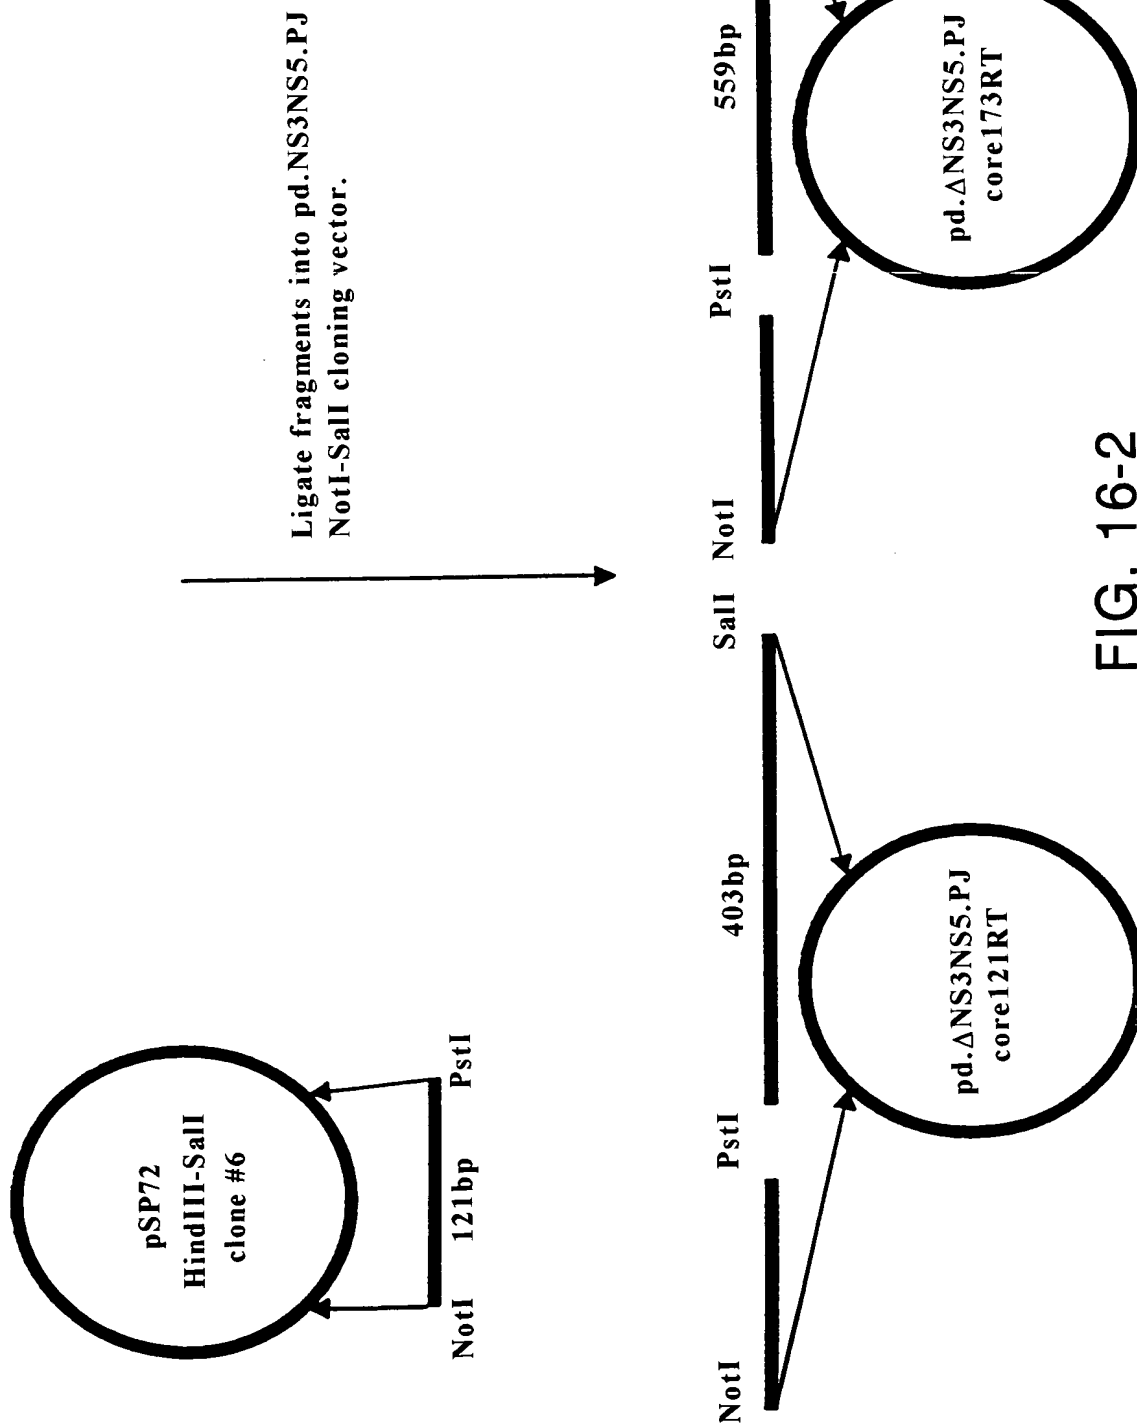 pSP72
HindIII-SalI
clone #6
NotI 121bp PstI
Ligate fragments into pd.NS3NS5.PJ
NotI-SalI cloning vector.
NotI PstI 403bp SalI
pd.ΔNS3NS5.PJ
core121RT
NotI PstI 559bp
pd.ΔNS3NS5.PJ
core173RT
FIG. 16-2